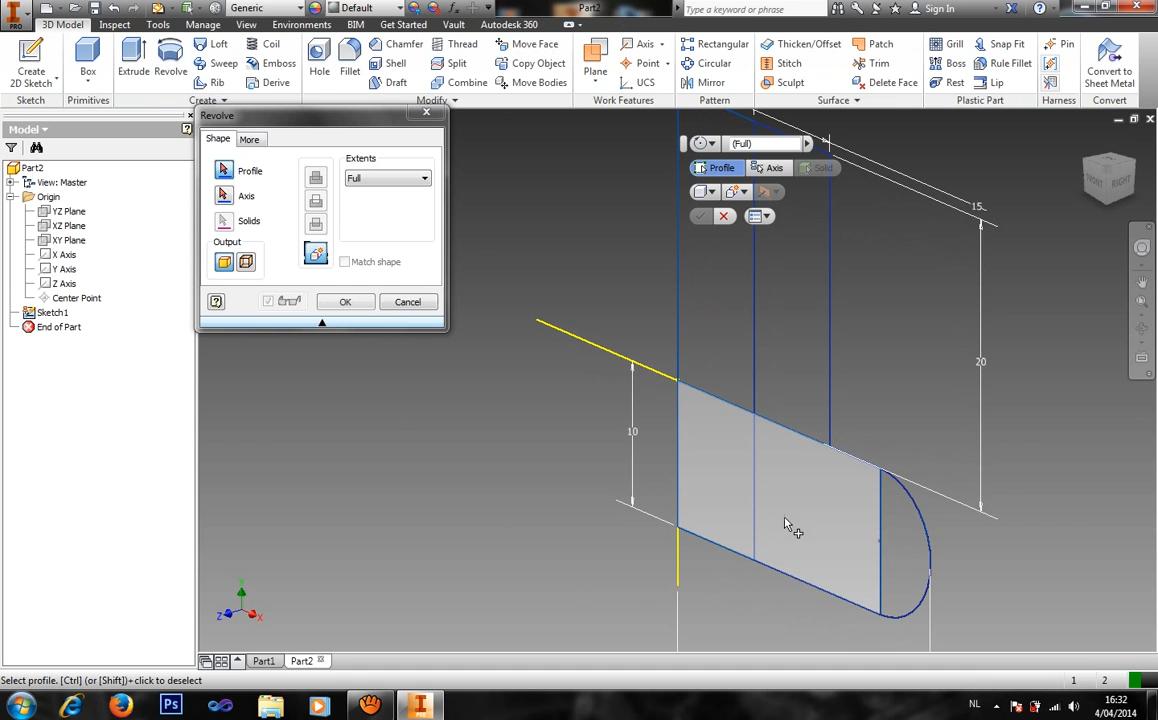 PRO
Generic
Default
Part2
Type a keyword or phrase
Sign In
3D Model
Inspect
Tools
Manage
View
Environments
BIM
Get Started
Vault
Autodesk 360
Create 2D Sketch
Sketch
Box
Primitives
Extrude
Revolve
Loft
Sweep
Rib
Coil
Emboss
Derive
Create
Hole
Fillet
Chamfer
Shell
Draft
Thread
Split
Combine
Move Face
Copy Object
Move Bodies
Modify
Plane
Axis
Point
UCS
Work Features
Rectangular
Circular
Mirror
Pattern
Thicken/Offset
Stitch
Sculpt
Patch
Trim
Delete Face
Surface
Grill
Boss
Rest
Snap Fit
Rule Fillet
Lip
Plastic Part
Pin
Harness
Convert to Sheet Metal
Convert
Model
Part2
View: Master
Origin
YZ Plane
XZ Plane
XY Plane
X Axis
Y Axis
Z Axis
Center Point
Sketch1
End of Part
Revolve
Shape
More
Profile
Axis
Solids
Output
Extents
Full
Match shape
OK
Cancel
(Full)
Profile
Axis
Solid
FRONT
RIGHT
15
20
10
Y
Z
X
Part1
Part2
Select profile. [Ctrl] (or [Shift])+click to deselect
1
2
NL
16:32
4/04/2014